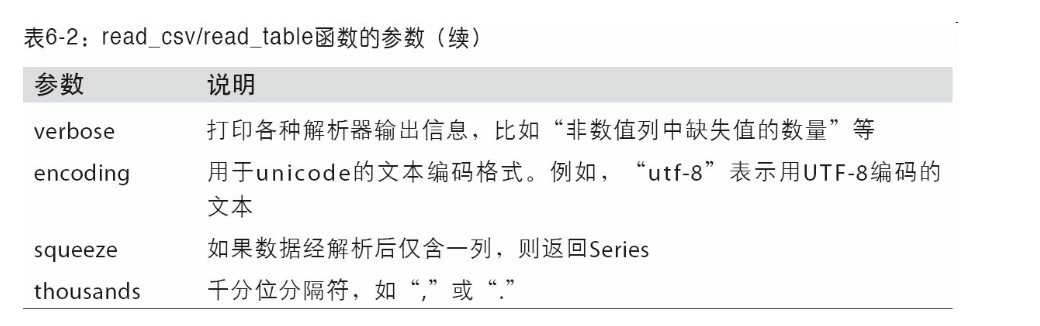 表6-2：read_csv/read_table函数的参数（续）
参数 说明
verbose 打印各种解析器输出信息，比如“非数值列中缺失值的数量”等
encoding 用于unicode的文本编码格式。例如，“utf-8”表示用UTF-8编码的
文本
squeeze 如果数据经解析后仅含一列，则返回Series
thousands 千分位分隔符，如“,”或“.”